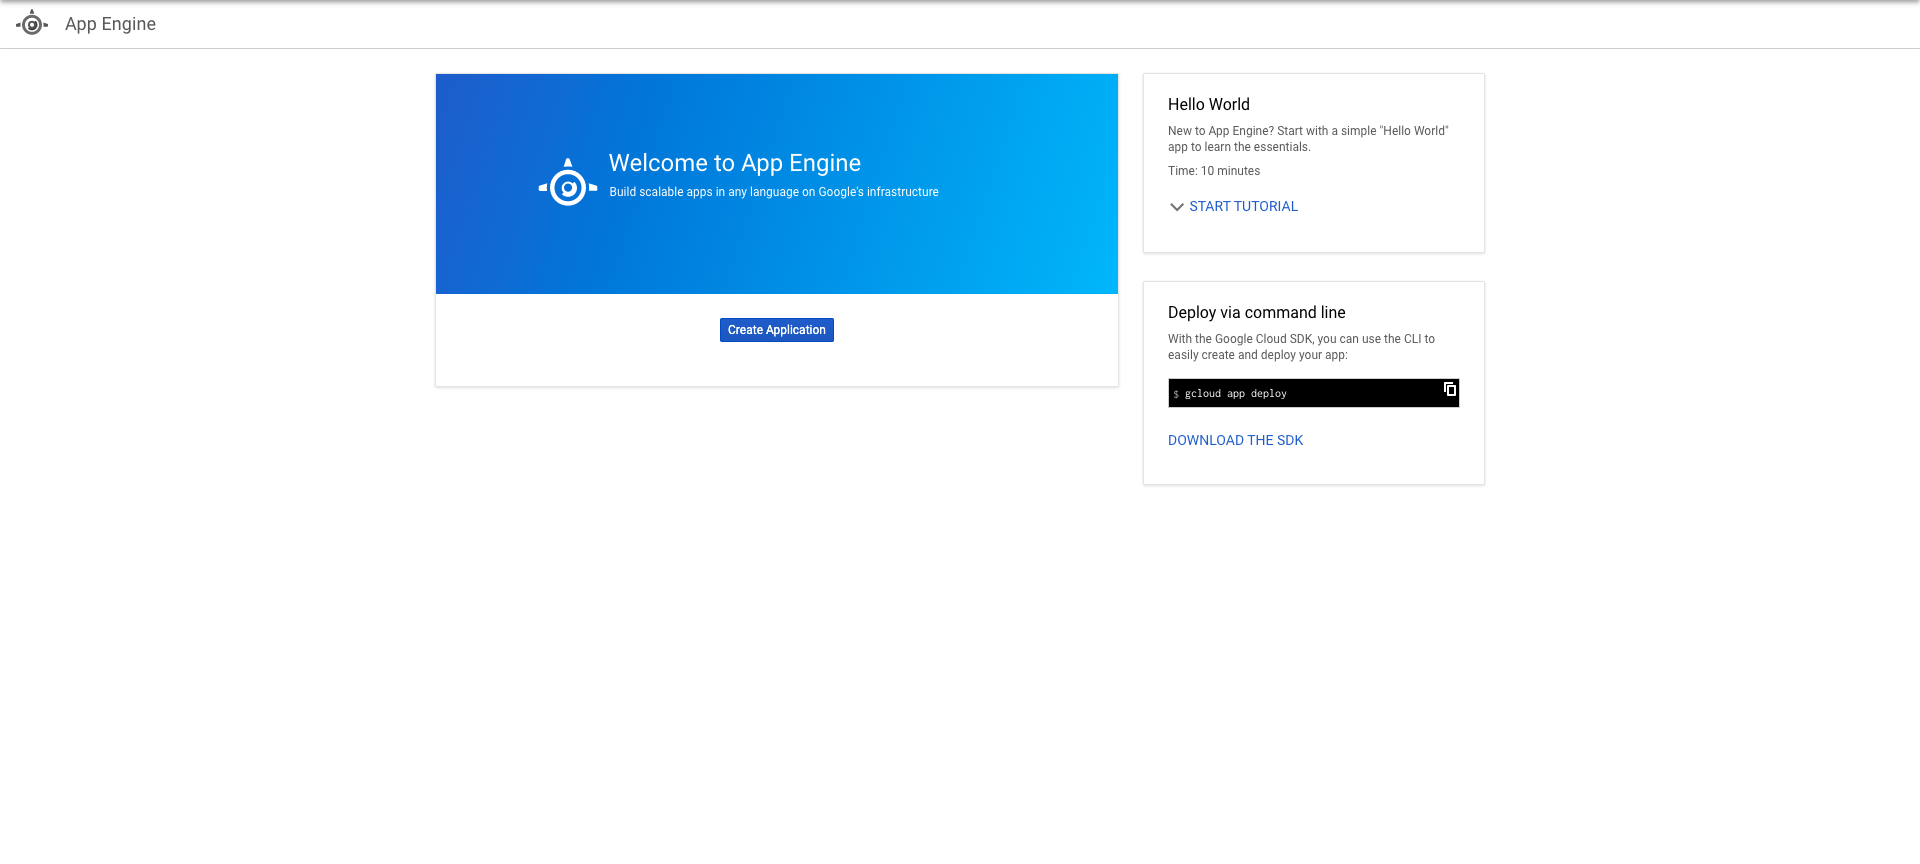 App Engine
Welcome to App Engine
Build scalable apps in any language on Google's infrastructure
Create Application
Hello World
New to App Engine? Start with a simple "Hello World"
app to learn the essentials.
Time: 10 minutes
START TUTORIAL
Deploy via command line
With the Google Cloud SDK, you can use the CLI to
easily create and deploy your app:
$ gcloud app deploy
DOWNLOAD THE SDK